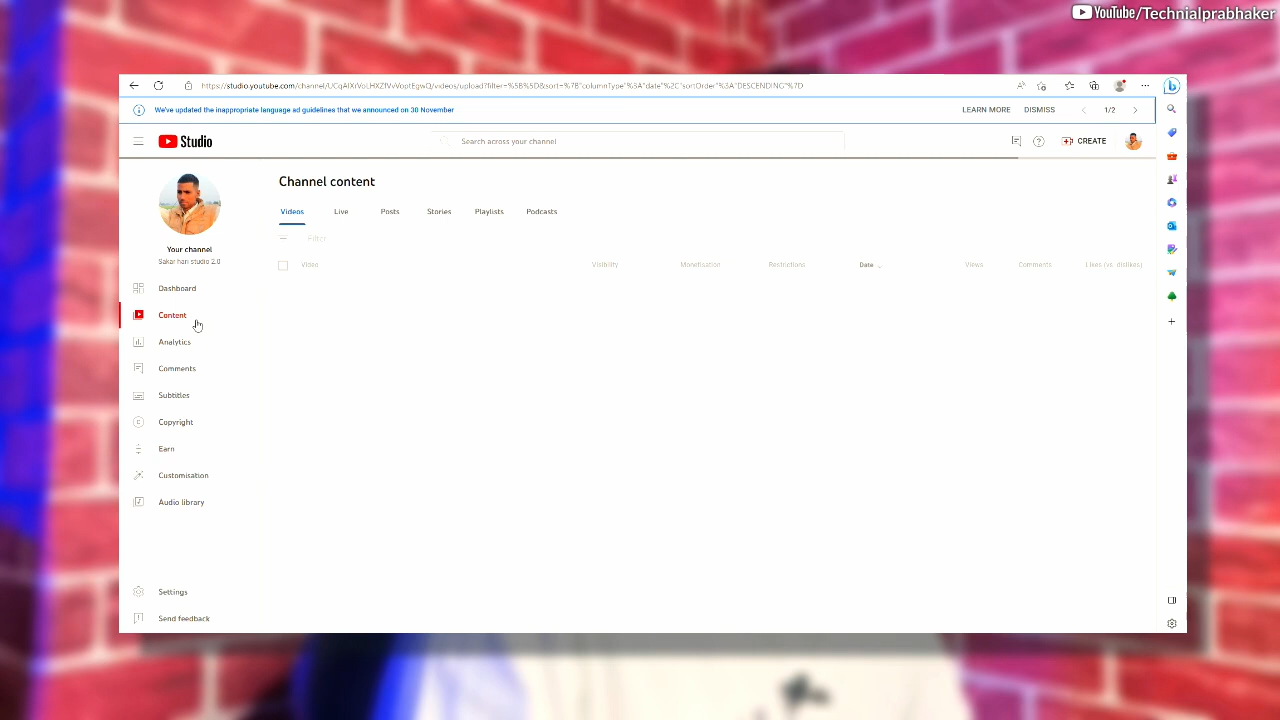 YouTube/Technialprabhaker
We've updated the inappropriate language ad guidelines that we announced on 30 November
LEARN MORE DISMISS 1/2
Studio
Search across your channel
CREATE
Channel content
Videos Live Posts Stories Playlists Podcasts
Filter
Video Visibility Monetisation Restrictions Date Views Comments Likes (vs. dislikes)
Your channel
Sakar hari studio 2.0
Dashboard
Content
Analytics
Comments
Subtitles
Copyright
Earn
Customisation
Audio library
Settings
Send feedback